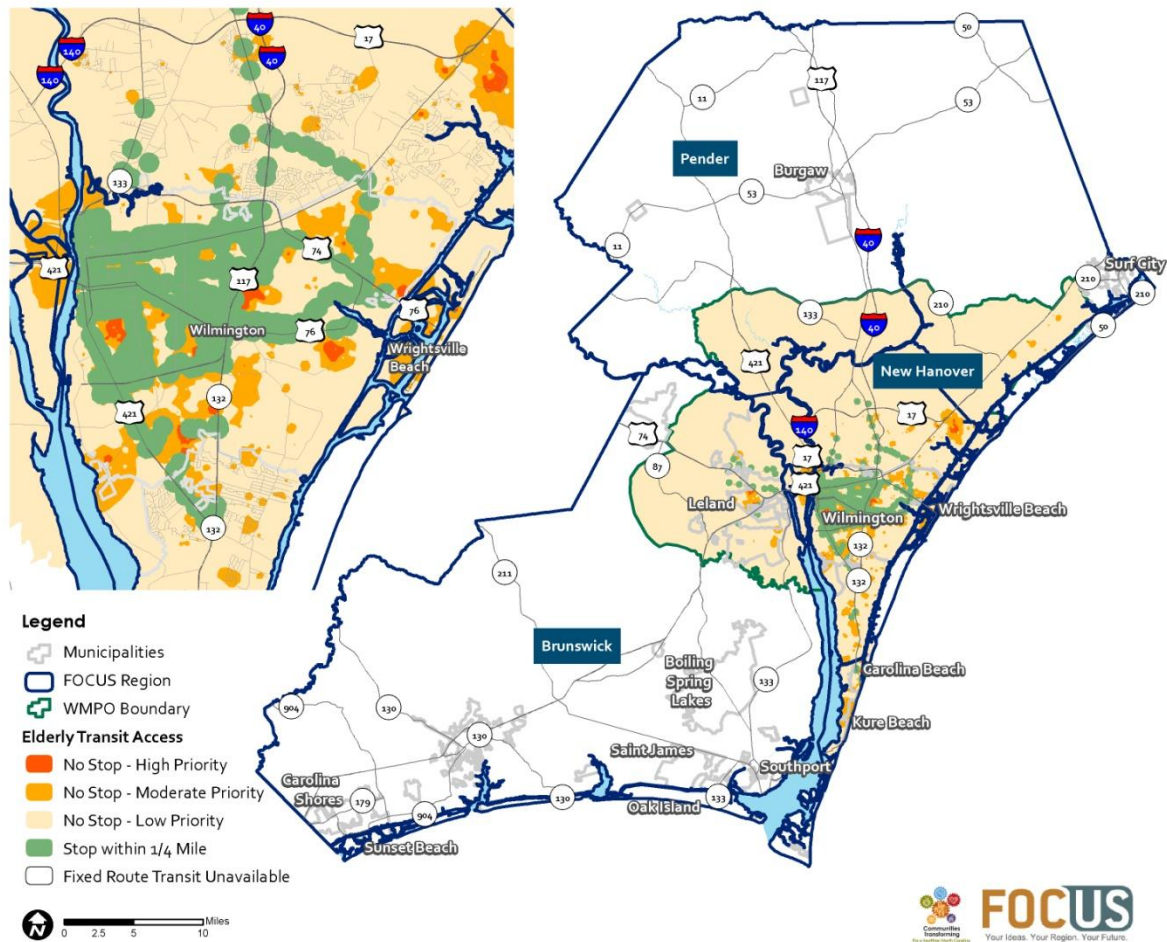 40
17
140
40
140
133
74
421
117
76
Wilmington
76
Wrightsville
Beach
132
421
132
50
117
11
53
Pender
Burgaw
53
11
40
Surf City
210
210
210
133
40
50
421
New Hanover
140
17
74
17
87
421
Leland
Wilmington
Wrightsville Beach
132
132
211
Brunswick
Boiling
Spring
Lakes
133
Carolina Beach
904
130
Kure Beach
130
Saint James
Southport
Carolina
Shores
179
904
130
133
Oak Island
Sunset Beach
Legend
Municipalities
FOCUS Region
WMPO Boundary
Elderly Transit Access
No Stop - High Priority
No Stop - Moderate Priority
No Stop - Low Priority
Stop within 1/4 Mile
Fixed Route Transit Unavailable
N
Miles
0 2.5 5 10
Communities
Transforming
For a healthier North Carolina
FOCUS
Your Ideas. Your Region. Your Future.